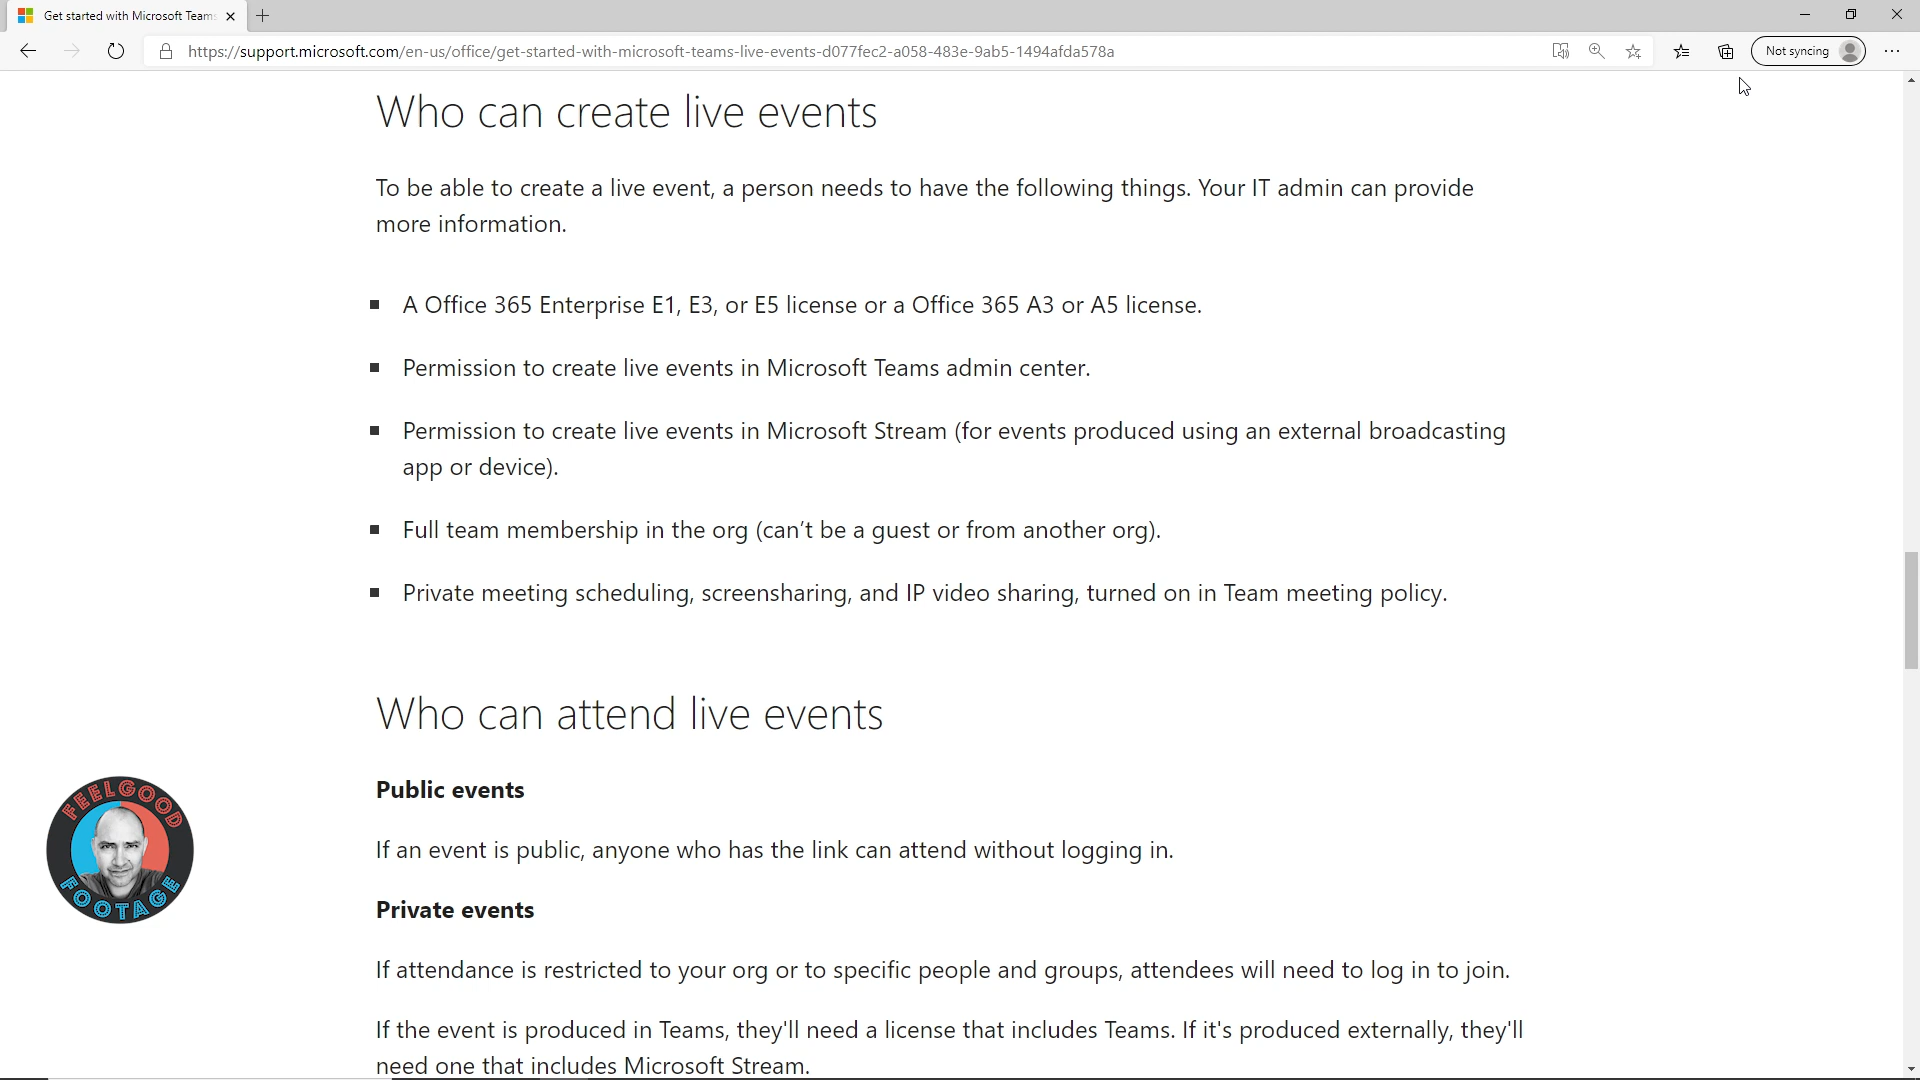 Get started with Microsoft Teams
https://support.microsoft.com/en-us/office/get-started-with-microsoft-teams-live-events-d077fec2-a058-483e-9ab5-1494afda578a
Not syncing
Who can create live events
To be able to create a live event, a person needs to have the following things. Your IT admin can provide
more information.
A Office 365 Enterprise E1, E3, or E5 license or a Office 365 A3 or A5 license.
Permission to create live events in Microsoft Teams admin center.
Permission to create live events in Microsoft Stream (for events produced using an external broadcasting
app or device).
Full team membership in the org (can't be a guest or from another org).
Private meeting scheduling, screensharing, and IP video sharing, turned on in Team meeting policy.
Who can attend live events
Public events
If an event is public, anyone who has the link can attend without logging in.
Private events
If attendance is restricted to your org or to specific people and groups, attendees will need to log in to join.
If the event is produced in Teams, they'll need a license that includes Teams. If it's produced externally, they'll
need one that includes Microsoft Stream.
FEELGOOD
FOOTAGE